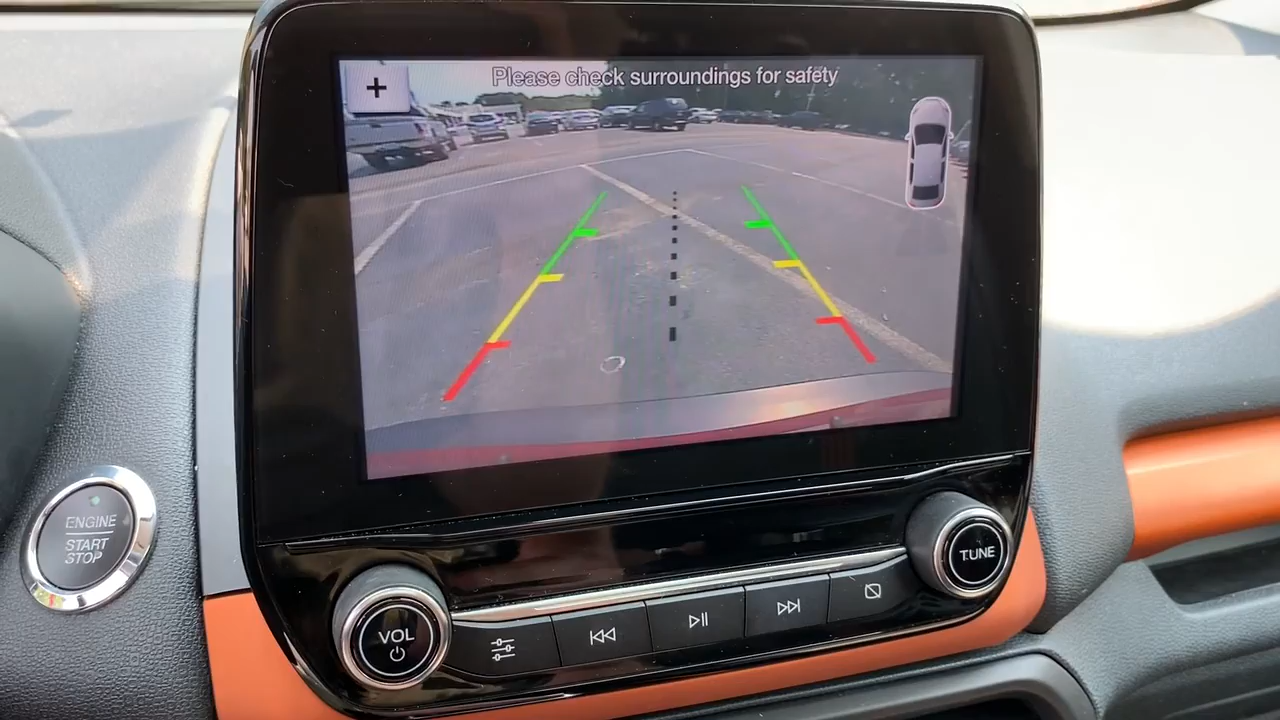 Please check surroundings for safety
+
ENGINE
START
STOP
VOL
TUNE